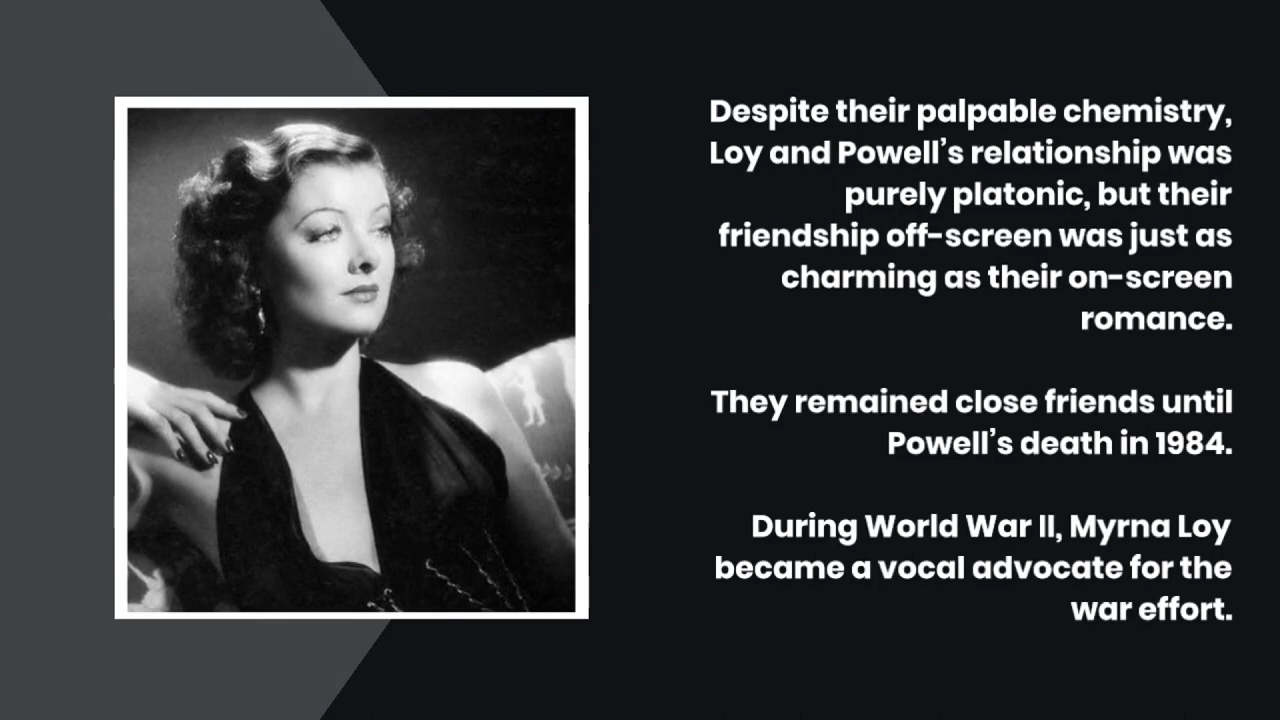 Despite their palpable chemistry,
Loy and Powell’s relationship was
purely platonic, but their
friendship off-screen was just as
charming as their on-screen
romance.
They remained close friends until
Powell’s death in 1984.
During World War II, Myrna Loy
became a vocal advocate for the
war effort.